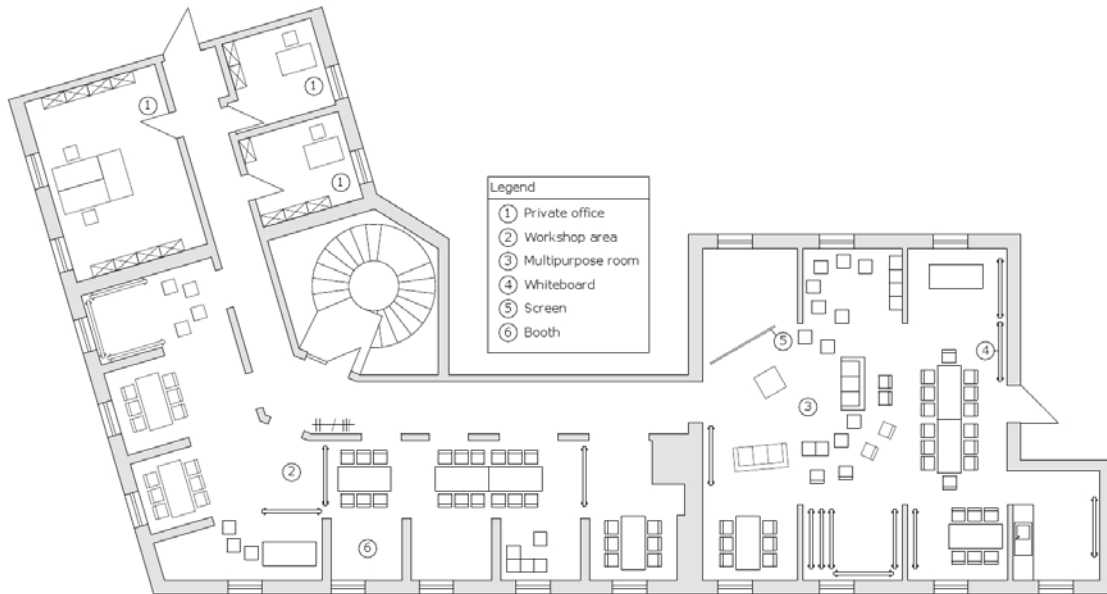 1
1
1
Legend
1 Private office
2 Workshop area
3 Multipurpose room
4 Whiteboard
5 Screen
6 Booth
5
4
3
2
6